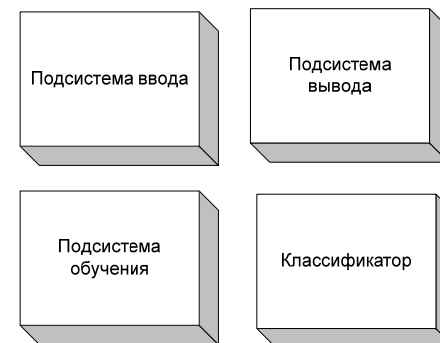 Подсистема ввода
Подсистема
вывода
Подсистема
обучения
Классификатор